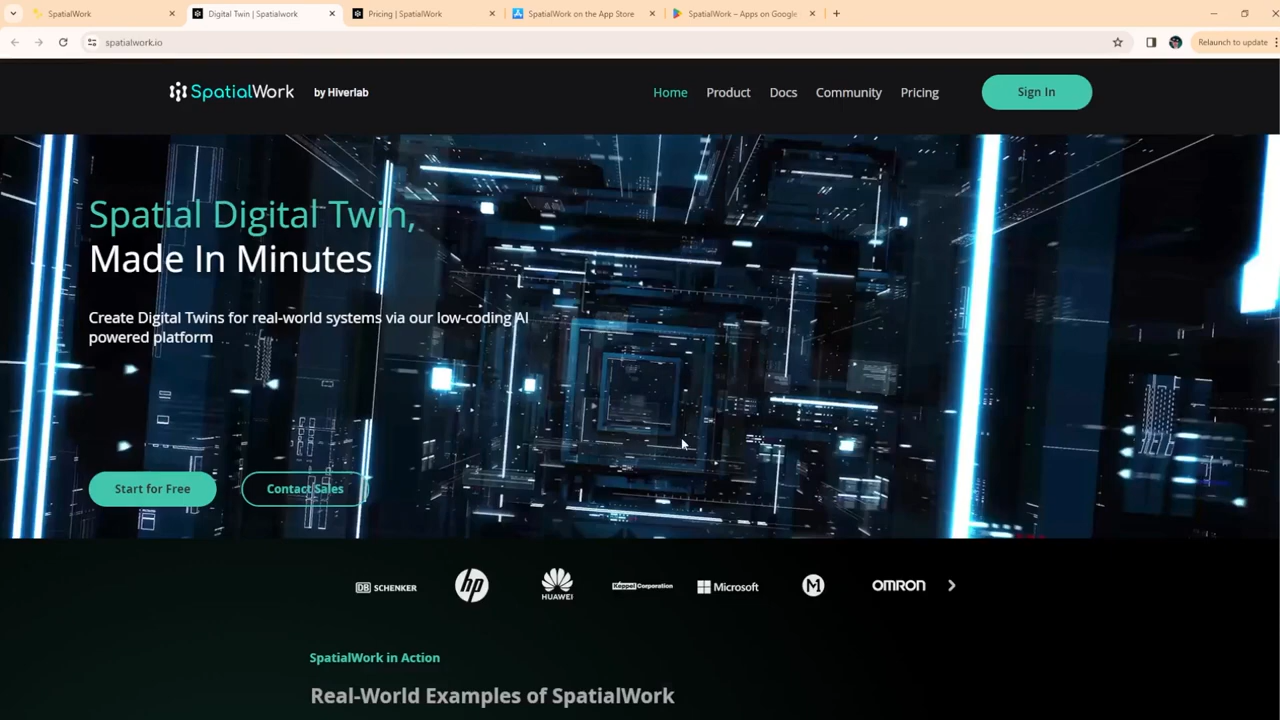 SpatialWork
Digital Twin | Spatialwork
Pricing | SpatialWork
SpatialWork on the App Store
SpatialWork – Apps on Google
spatialwork.io
Relaunch to update
SpatialWork by Hiverlab
Home
Product
Docs
Community
Pricing
Sign In
Spatial Digital Twin,
Made In Minutes
Create Digital Twins for real-world systems via our low-coding AI
powered platform
Start for Free
Contact Sales
DB SCHENKER
hp
HUAWEI
Keppel Corporation
Microsoft
M
OMRON
SpatialWork in Action
Real-World Examples of SpatialWork